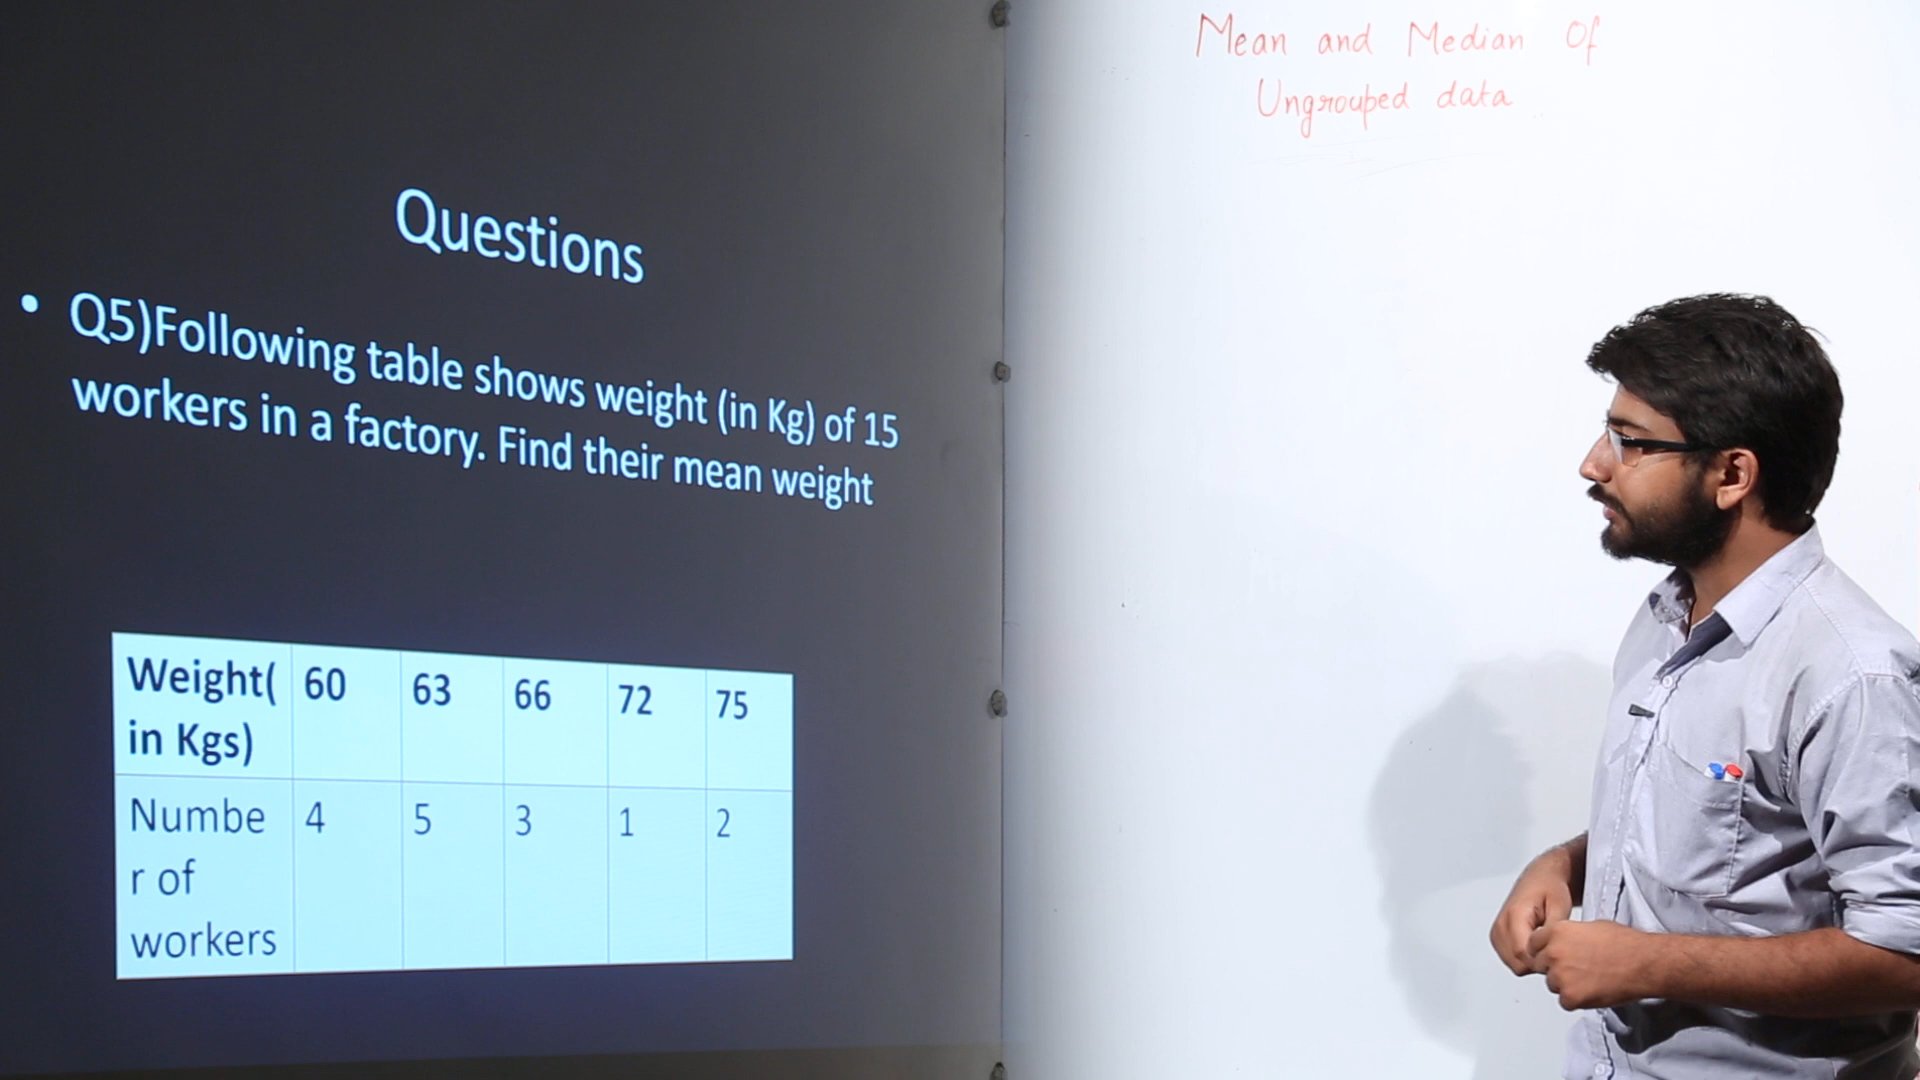 Mean and Median Of
Ungrouped data
Questions
• Q5)Following table shows weight (in Kg) of 15
workers in a factory. Find their mean weight
Weight( 60 63 66 72 75
in Kgs)
Numbe 4 5 3 1 2
r of
workers